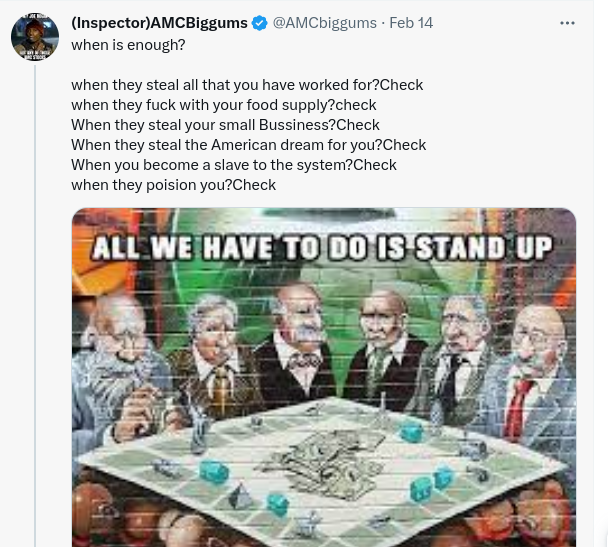 (Inspector)AMCBiggums @AMCbiggums · Feb 14
when is enough?
when they steal all that you have worked for?Check
when they fuck with your food supply?check
When they steal your small Bussiness?Check
When they steal the American dream for you?Check
When you become a slave to the system?Check
when they poision you?Check
ALL WE HAVE TO DO IS STAND UP